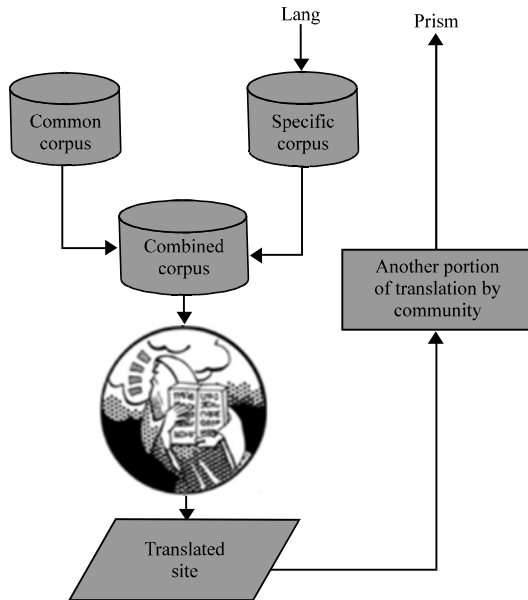 Lang
Prism
Common
corpus
Specific
corpus
Combined
corpus
Another portion
of translation by
community
Translated
site